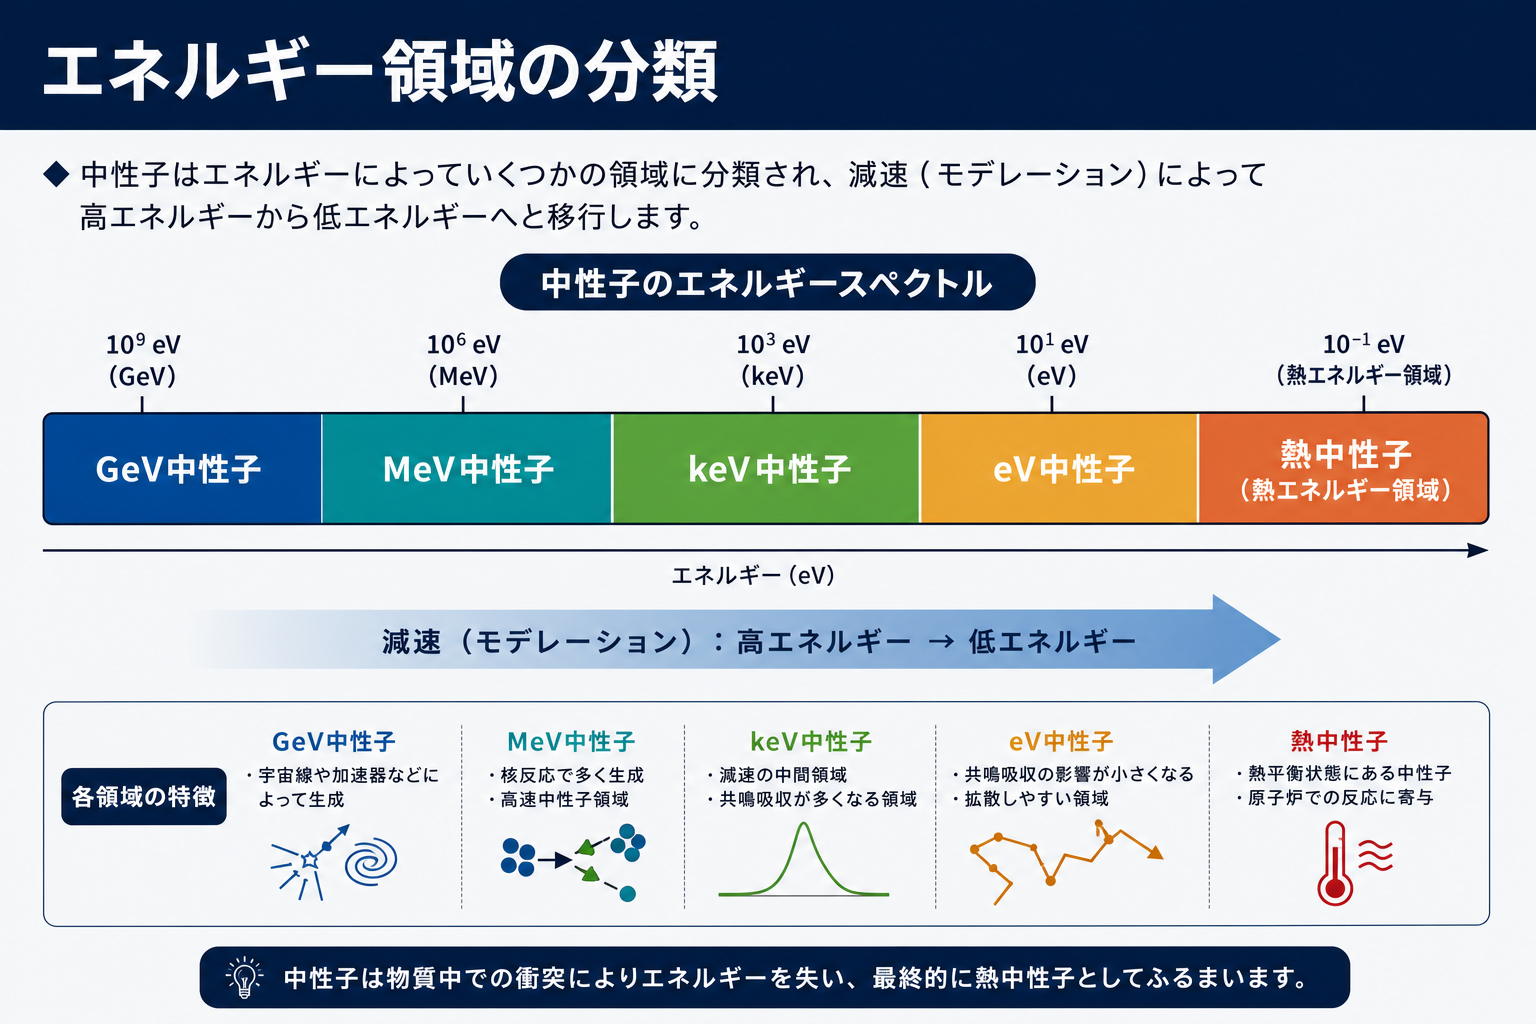 エネルギー領域の分類
◆ 中性子はエネルギーによっていくつかの領域に分類され、減速（モデレーション）によって
高エネルギーから低エネルギーへと移行します。
中性子のエネルギースペクトル
10⁹ eV
（GeV）
10⁶ eV
（MeV）
10³ eV
（keV）
10¹ eV
（eV）
10⁻¹ eV
（熱エネルギー領域）
GeV中性子
MeV中性子
keV中性子
eV中性子
熱中性子
（熱エネルギー領域）
エネルギー（eV）
減速（モデレーション）：高エネルギー → 低エネルギー
各領域の特徴
GeV中性子
・宇宙線や加速器などに
よって生成
MeV中性子
・核反応で多く生成
・高速中性子領域
keV中性子
・減速の中間領域
・共鳴吸収が多くなる領域
eV中性子
・共鳴吸収の影響が小さくなる
・拡散しやすい領域
熱中性子
・熱平衡状態にある中性子
・原子炉での反応に寄与
中性子は物質中での衝突によりエネルギーを失い、最終的に熱中性子としてふるまいます。